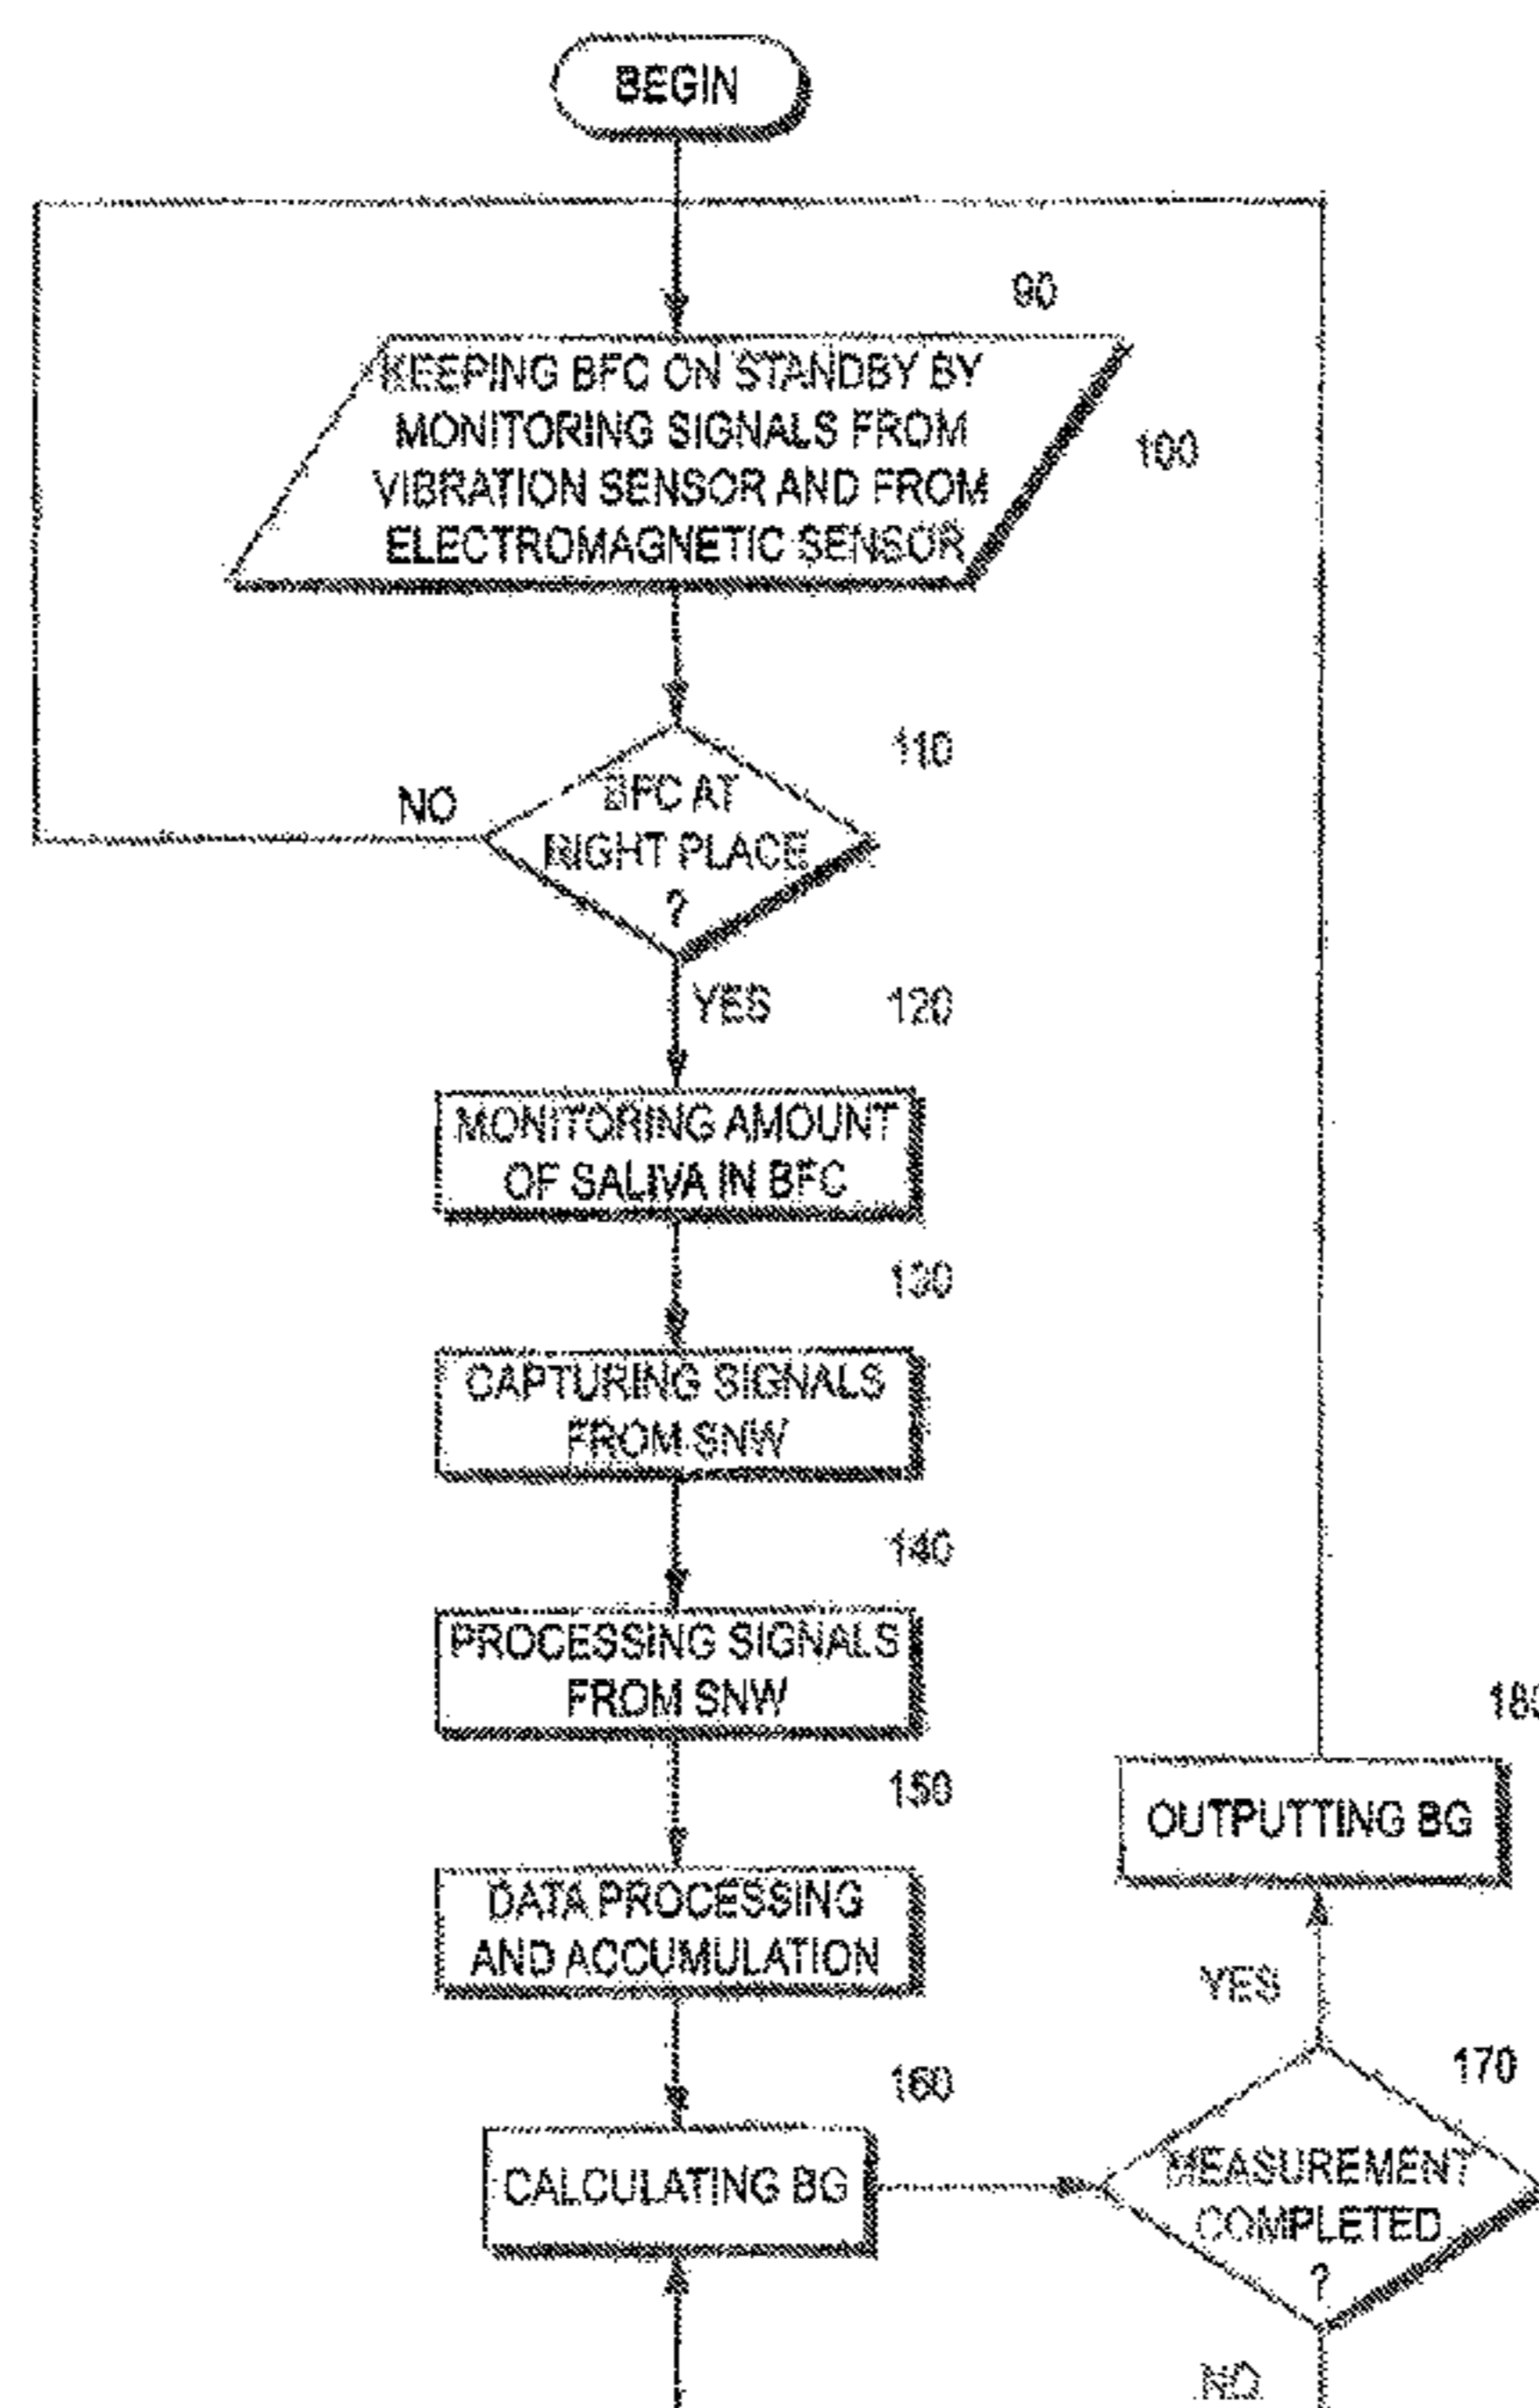 BEGIN
90
KEEPING BFC ON STANDBY BY
MONITORING SIGNALS FROM
VIBRATION SENSOR AND FROM
ELECTROMAGNETIC SENSOR
100
110
BFC AT
RIGHT PLACE
?
NO
YES
120
MONITORING AMOUNT
OF SALIVA IN BFC
130
CAPTURING SIGNALS
FROM SNW
140
PROCESSING SIGNALS
FROM SNW
150
DATA PROCESSING
AND ACCUMULATION
160
CALCULATING BG
170
MEASUREMENT
COMPLETED
?
YES
NO
OUTPUTTING BG